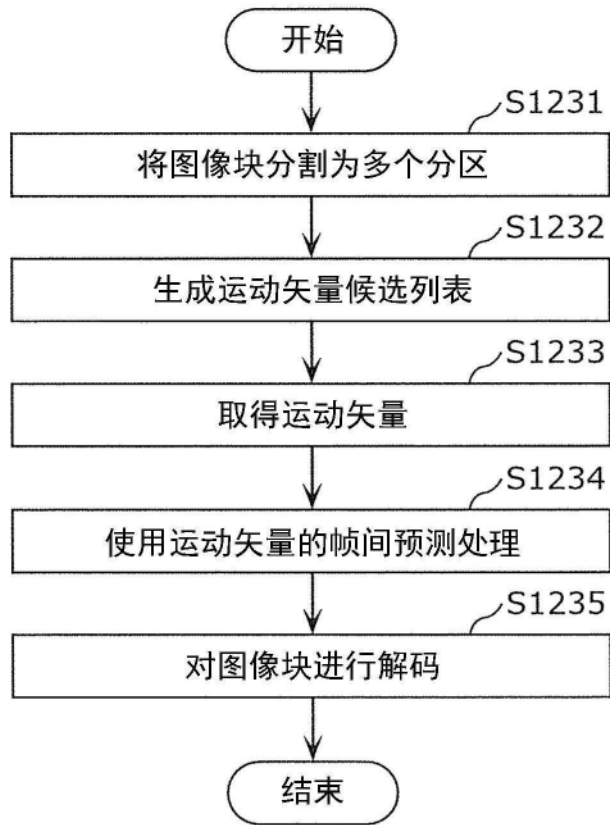 开始
S1231
将图像块分割为多个分区
S1232
生成运动矢量候选列表
S1233
取得运动矢量
S1234
使用运动矢量的帧间预测处理
S1235
对图像块进行解码
结束